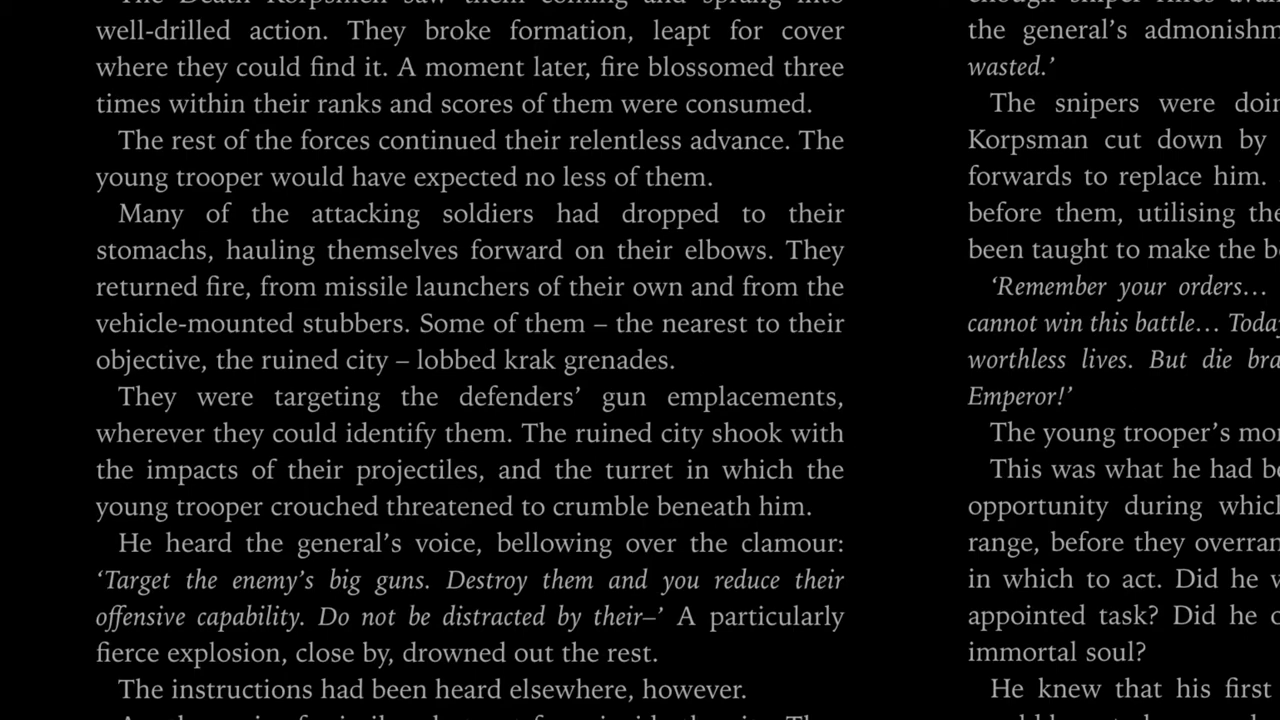 The Death Korpsmen saw them coming and sprang into
well-drilled action. They broke formation, leapt for cover
where they could find it. A moment later, fire blossomed three
times within their ranks and scores of them were consumed.
The rest of the forces continued their relentless advance. The
young trooper would have expected no less of them.
Many of the attacking soldiers had dropped to their
stomachs, hauling themselves forward on their elbows. They
returned fire, from missile launchers of their own and from the
vehicle-mounted stubbers. Some of them – the nearest to their
objective, the ruined city – lobbed krak grenades.
They were targeting the defenders’ gun emplacements,
wherever they could identify them. The ruined city shook with
the impacts of their projectiles, and the turret in which the
young trooper crouched threatened to crumble beneath him.
He heard the general’s voice, bellowing over the clamour:
‘Target the enemy’s big guns. Destroy them and you reduce their
offensive capability. Do not be distracted by their–’ A particularly
fierce explosion, close by, drowned out the rest.
The instructions had been heard elsewhere, however.
the general’s
wasted.’
The snipers were
Korpsman cut down by
forwards to replace him.
before them, utilising
been taught to make the
‘Remember your orders…
cannot win this battle…
worthless lives. But die
Emperor!’
The young trooper’s
This was what he had
opportunity during
range, before they
in which to act. Did he
appointed task? Did he
immortal soul?
He knew that his first